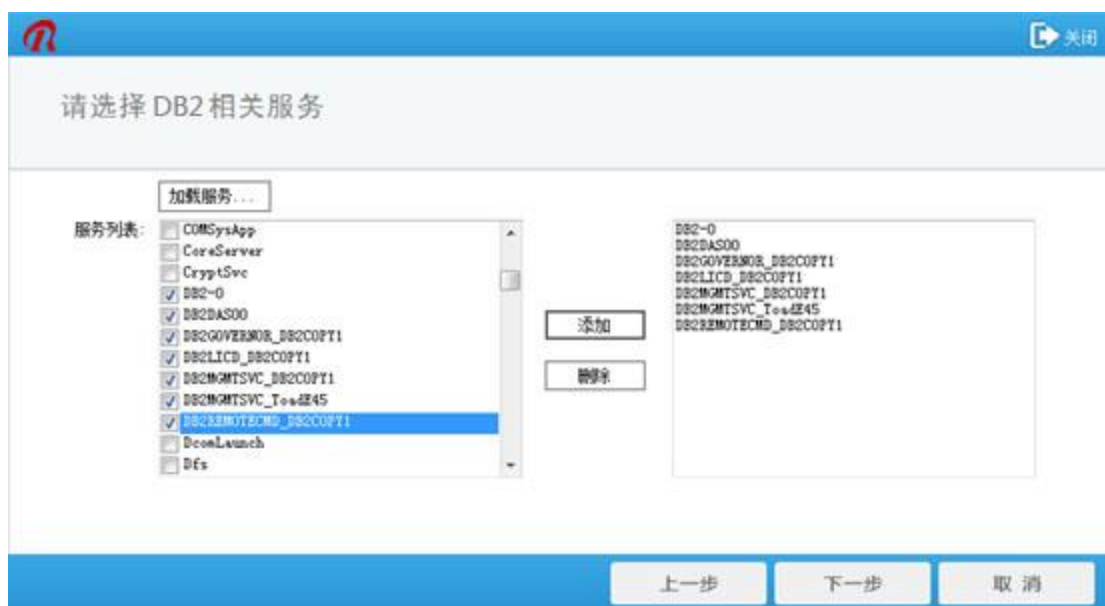 关闭
请选择 DB2 相关服务
加载服务...
服务列表:
COMSysApp
CoreServer
CryptSvc
DB2-0
DB2DAS00
DB2GOVERNOR_DB2COPY1
DB2LICD_DB2COPY1
DB2MGMTSVC_DB2COPY1
DB2MGMTSVC_ToadE45
DB2REMOTECMD_DB2COPY1
DcomLaunch
Dfs
添加
删除
DB2-0
DB2DAS00
DB2GOVERNOR_DB2COPY1
DB2LICD_DB2COPY1
DB2MGMTSVC_DB2COPY1
DB2MGMTSVC_ToadE45
DB2REMOTECMD_DB2COPY1
上一步
下一步
取 消